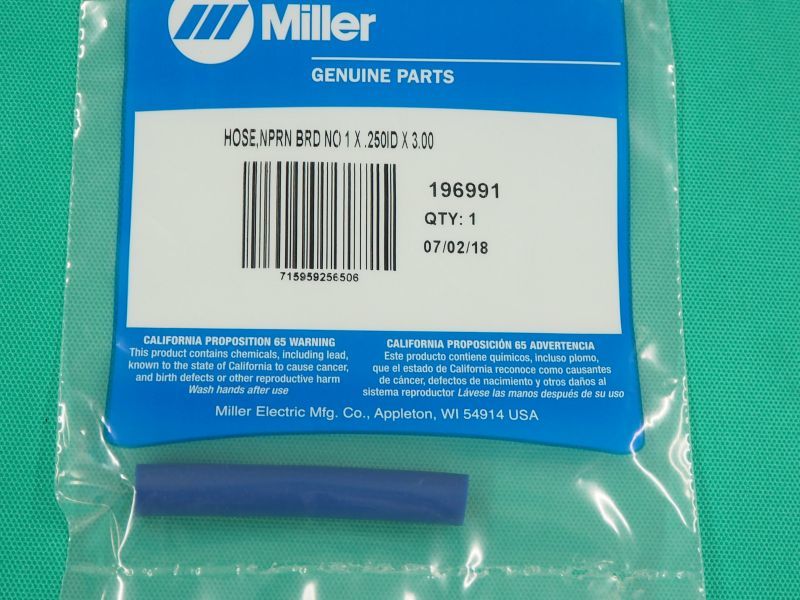 Miller
GENUINE PARTS
HOSE,NPRN BRD NO 1 X .250ID X 3.00
196991
QTY: 1
07/02/18
715959256506
CALIFORNIA PROPOSITION 65 WARNING
This product contains chemicals, including lead,
known to the state of California to cause cancer,
and birth defects or other reproductive harm
Wash hands after use
CALIFORNIA PROPOSICIÓN 65 ADVERTENCIA
Este producto contiene químicos, incluso plomo,
que el estado de California reconoce como causantes
de cáncer, defectos de nacimiento y otros daños al
sistema reproductor Lávese las manos después de su uso
Miller Electric Mfg. Co., Appleton, WI 54914 USA